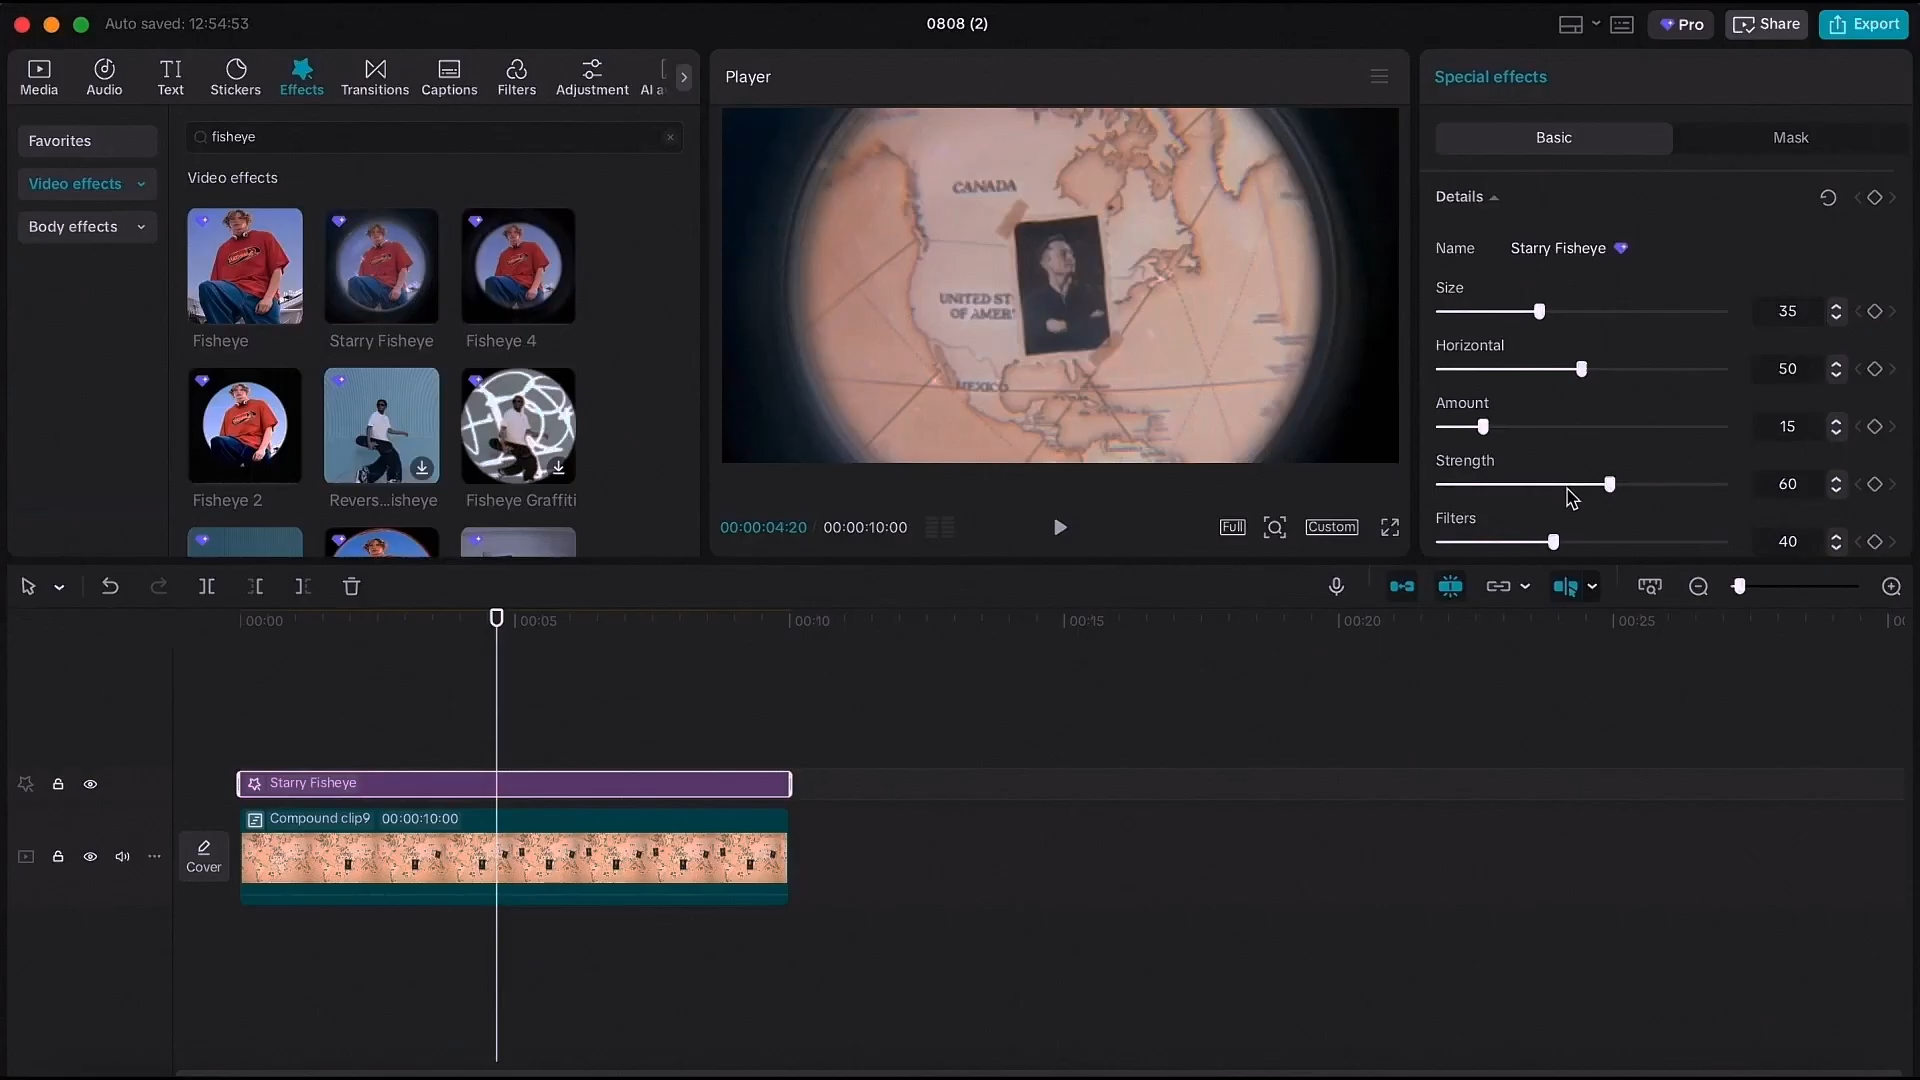 Auto saved: 12:54:53
0808 (2)
Pro
Share
Export
Media
Audio
TI
Text
Stickers
Effects
Transitions
Captions
Filters
Adjustment
AI a
Player
Special effects
Favorites
Video effects
Body effects
fisheye
Video effects
Fisheye
Starry Fisheye
Fisheye 4
Fisheye 2
Revers...isheye
Fisheye Graffiti
CANADA
UNITED ST
OF AMER
MEXICO
00:00:04:20 / 00:00:10:00
Full
Custom
Basic
Mask
Details
Name
Starry Fisheye
Size
35
Horizontal
50
Amount
15
Strength
60
Filters
40
00:00
00:05
00:10
00:15
00:20
00:25
Starry Fisheye
Compound clip9 00:00:10:00
Cover